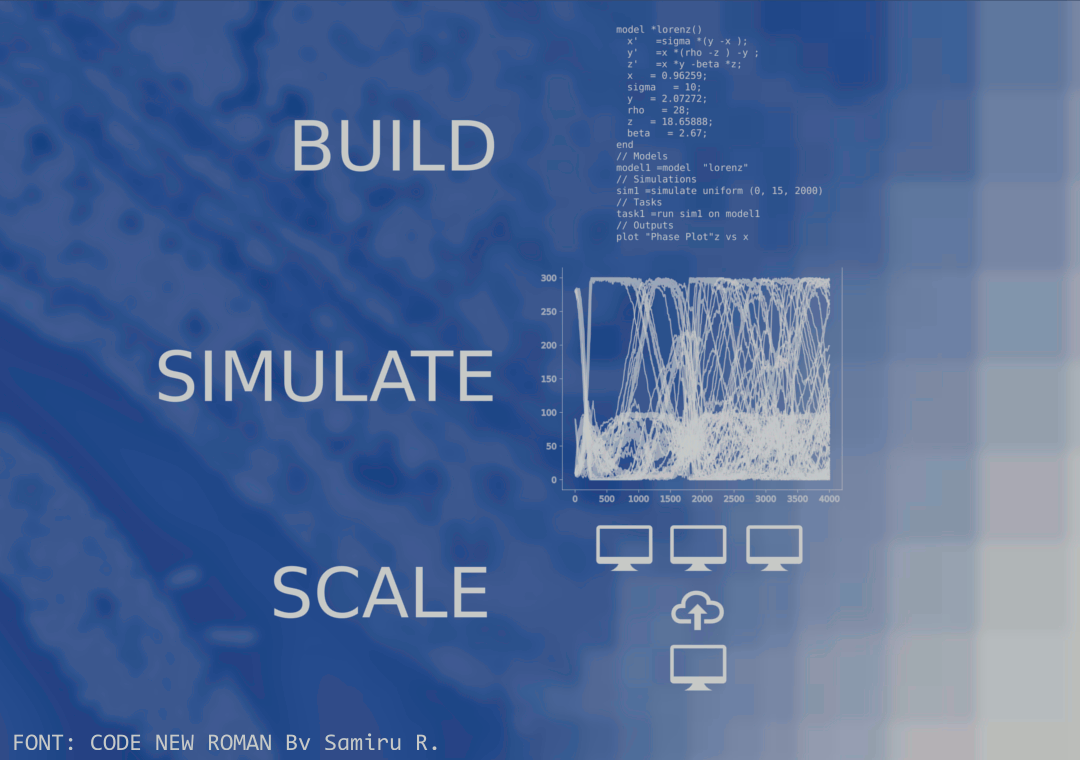 BUILD
model *lorenz()
x' =sigma *(y -x );
y' =x *(rho -z ) -y ;
z' =x *y -beta *z;
x = 0.96259;
sigma = 10;
y = 2.07272;
rho = 28;
z = 18.65888;
beta = 2.67;
end
// Models
model1 =model "lorenz"
// Simulations
sim1 =simulate uniform (0, 15, 2000)
// Tasks
task1 =run sim1 on model1
// Outputs
plot "Phase Plot"z vs x
SIMULATE
300
250
200
150
100
50
0
0 500 1000 1500 2000 2500 3000 3500 4000
SCALE
FONT: CODE NEW ROMAN Bv Samiru R.